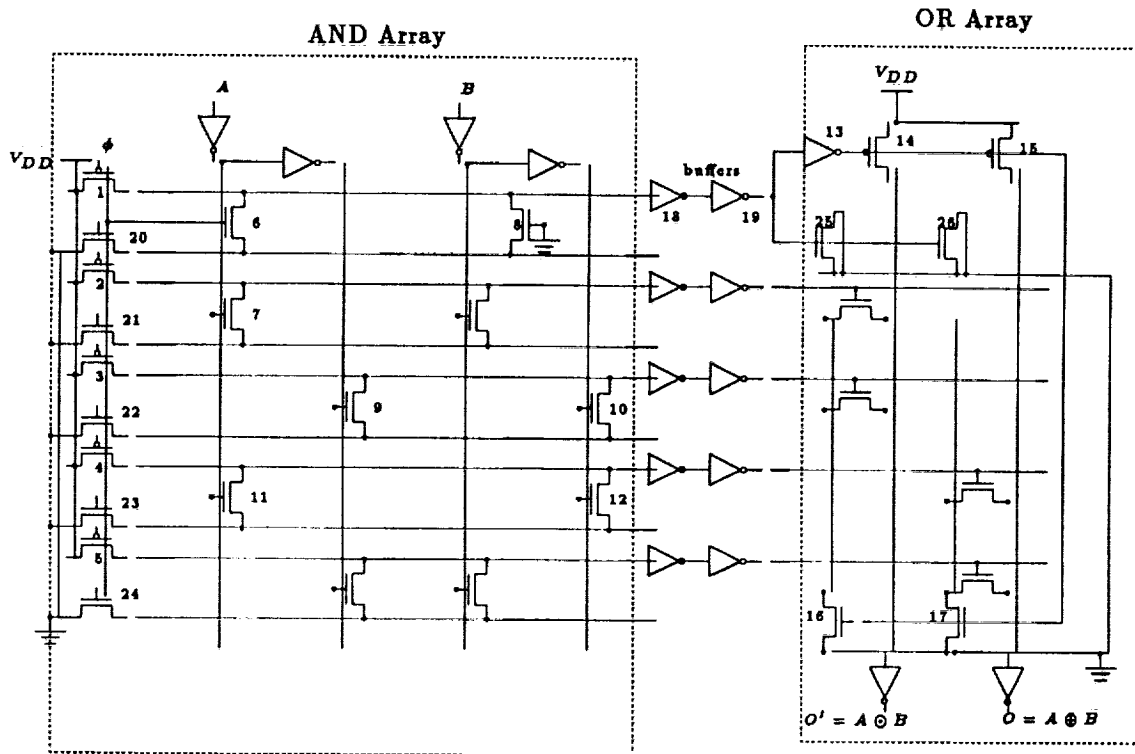 AND Array
OR Array
A
B
V_DD
ϕ
V_DD
1
20
2
21
3
22
4
23
5
24
6
7
8
9
10
11
12
buffers
18
19
13
14
15
25
26
16
17
O' = A ⊙ B
O = A ⊕ B